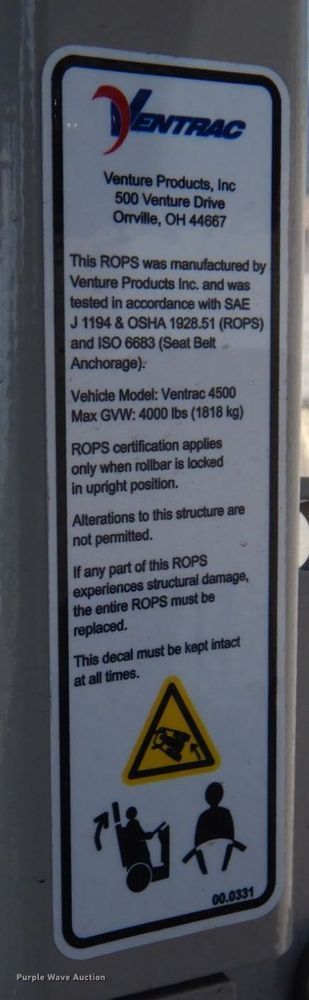 VENTRAC
Venture Products, Inc
500 Venture Drive
Orrville, OH 44667
This ROPS was manufactured by
Venture Products Inc. and was
tested in accordance with SAE
J 1194 & OSHA 1928.51 (ROPS)
and ISO 6683 (Seat Belt
Anchorage).
Vehicle Model: Ventrac 4500
Max GVW: 4000 lbs (1818 kg)
ROPS certification applies
only when rollbar is locked
in upright position.
Alterations to this structure are
not permitted.
If any part of this ROPS
experiences structural damage,
the entire ROPS must be
replaced.
This decal must be kept intact
at all times.
00.0331
Purple Wave Auction